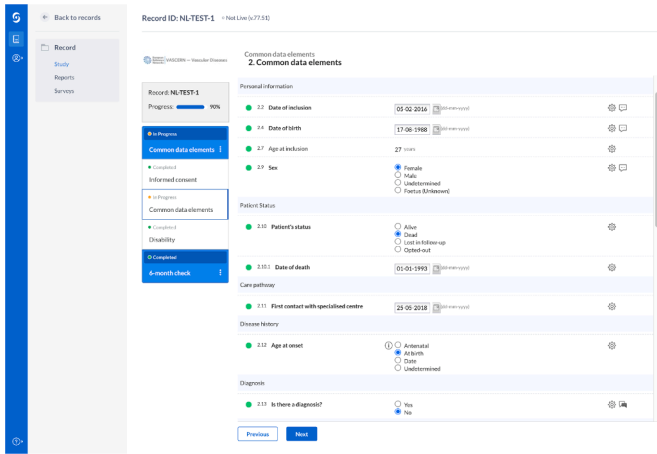 Back to records
Record ID: NL-TEST-1 Not Live (v.77.51)
Record
Study
Reports
Surveys
VASCERN — Vascular Diseases
Common data elements
2. Common data elements
Record: NL-TEST-1
Progress: 90%
In Progress
Common data elements
Completed
Informed consent
In Progress
Common data elements
Completed
Disability
Completed
6-month check
Personal information
2.2 Date of inclusion 05-02-2016 (dd-mm-yyyy)
2.4 Date of birth 17-08-1988 (dd-mm-yyyy)
2.7 Age at inclusion 27 years
2.9 Sex Female
Male
Undetermined
Foetus (Unknown)
Patient Status
2.10 Patient's status Alive
Dead
Lost in follow-up
Opted-out
2.10.1 Date of death 01-01-1993 (dd-mm-yyyy)
Care pathway
2.11 First contact with specialised centre 25-05-2018 (dd-mm-yyyy)
Disease history
2.12 Age at onset Antenatal
At birth
Date
Undetermined
Diagnosis
2.13 Is there a diagnosis? Yes
No
Previous Next